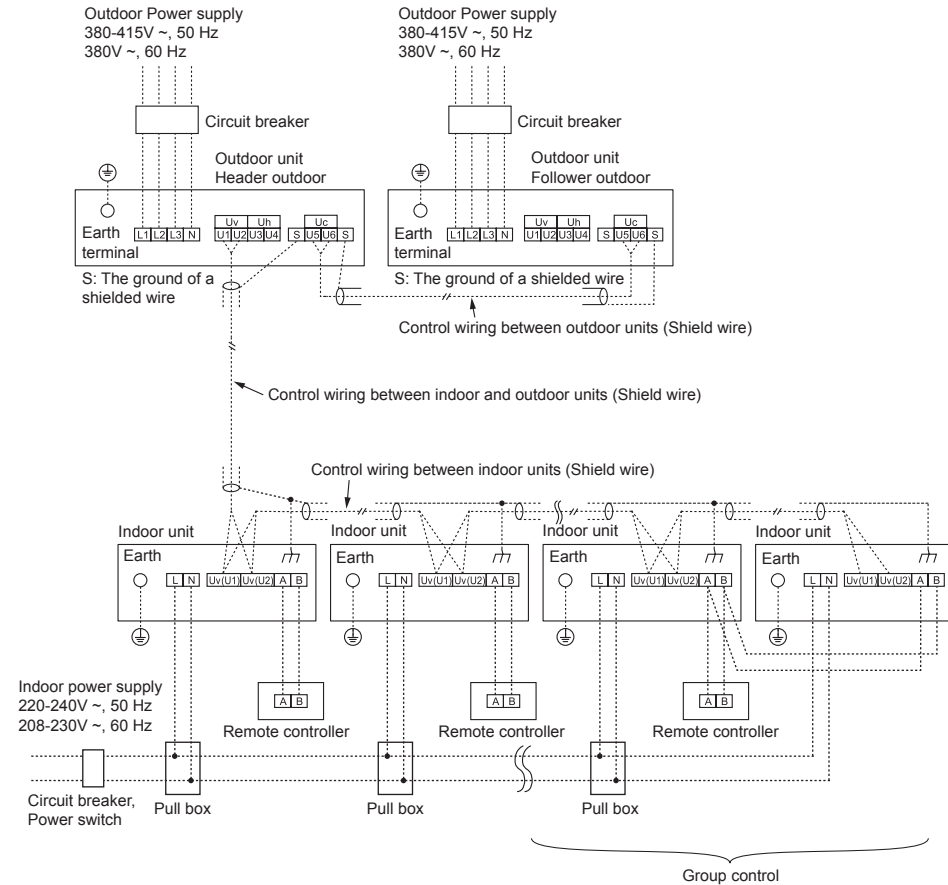 Outdoor Power supply
380-415V ~, 50 Hz
380V ~, 60 Hz
Outdoor Power supply
380-415V ~, 50 Hz
380V ~, 60 Hz
Circuit breaker
Circuit breaker
Outdoor unit
Header outdoor
Outdoor unit
Follower outdoor
Earth
terminal
L1 L2 L3 N
Uv Uh
U1 U2 U3 U4
Uc
S U5 U6 S
Earth
terminal
L1 L2 L3 N
Uv Uh
U1 U2 U3 U4
Uc
S U5 U6 S
S: The ground of a
shielded wire
S: The ground of a shielded wire
Control wiring between outdoor units (Shield wire)
Control wiring between indoor and outdoor units (Shield wire)
Control wiring between indoor units (Shield wire)
Indoor unit
Indoor unit
Indoor unit
Indoor unit
Earth
L N Uv(U1) Uv(U2) A B
Earth
L N Uv(U1) Uv(U2) A B
Earth
L N Uv(U1) Uv(U2) A B
Earth
L N Uv(U1) Uv(U2) A B
Indoor power supply
220-240V ~, 50 Hz
208-230V ~, 60 Hz
A B
Remote controller
A B
Remote controller
A B
Remote controller
Circuit breaker,
Power switch
Pull box
Pull box
Pull box
Group control